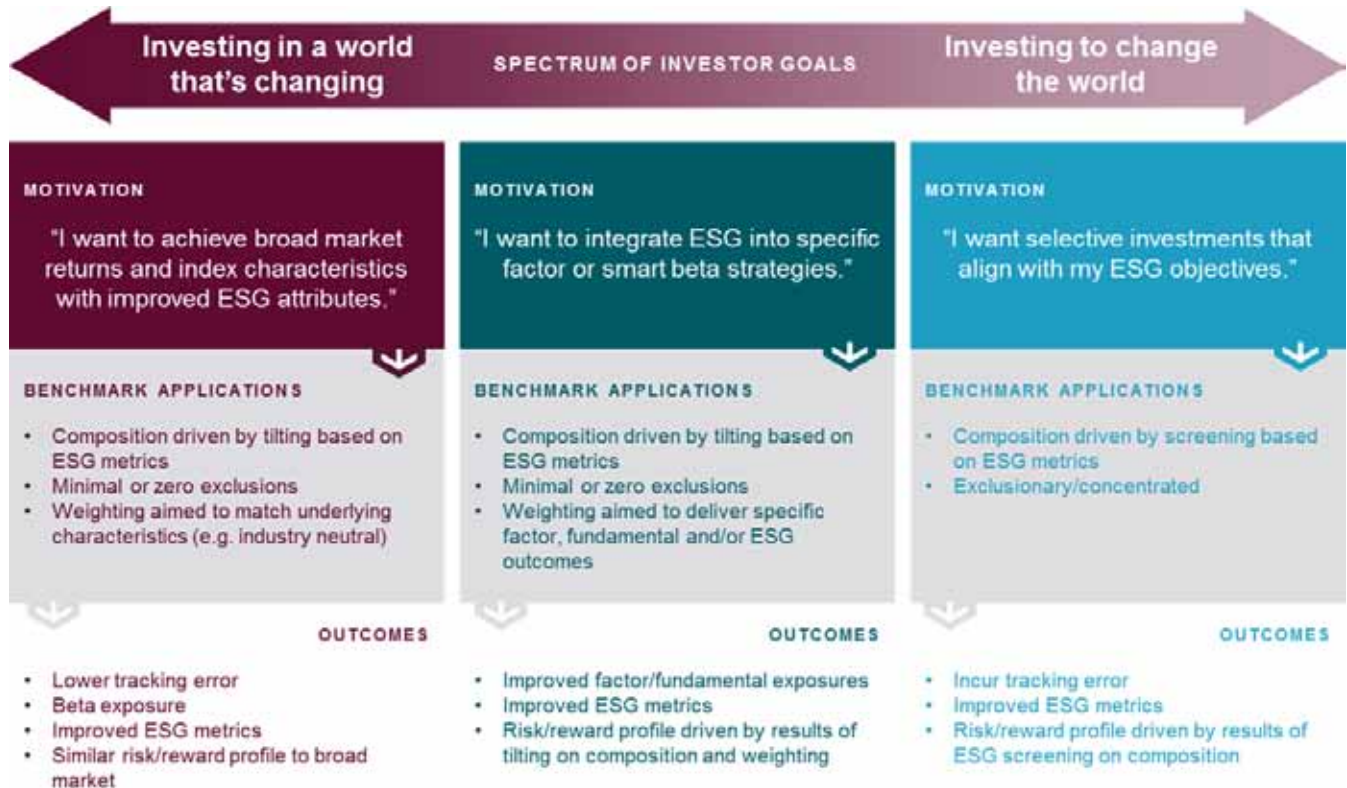 Investing in a world
that's changing
SPECTRUM OF INVESTOR GOALS
Investing to change
the world
MOTIVATION
"I want to achieve broad market
returns and index characteristics
with improved ESG attributes."
BENCHMARK APPLICATIONS
• Composition driven by tilting based on
ESG metrics
• Minimal or zero exclusions
• Weighting aimed to match underlying
characteristics (e.g. industry neutral)
OUTCOMES
• Lower tracking error
• Beta exposure
• Improved ESG metrics
• Similar risk/reward profile to broad
market
MOTIVATION
"I want to integrate ESG into specific
factor or smart beta strategies."
BENCHMARK APPLICATIONS
• Composition driven by tilting based on
ESG metrics
• Minimal or zero exclusions
• Weighting aimed to deliver specific
factor, fundamental and/or ESG
outcomes
OUTCOMES
• Improved factor/fundamental exposures
• Improved ESG metrics
• Risk/reward profile driven by results of
tilting on composition and weighting
MOTIVATION
"I want selective investments that
align with my ESG objectives."
BENCHMARK APPLICATIONS
• Composition driven by screening based
on ESG metrics
• Exclusionary/concentrated
OUTCOMES
• Incur tracking error
• Improved ESG metrics
• Risk/reward profile driven by results of
ESG screening on composition